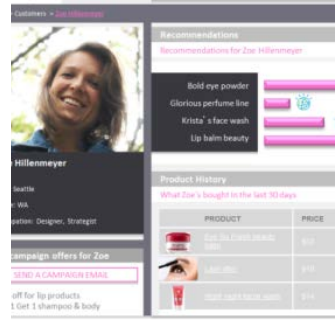 Customers > Zoe Hillenmeyer
Recommendations
Recommendations for Zoe Hillenmeyer
Bold eye powder
Glorious perfume line
Krista's face wash
Lip balm beauty
Hillenmeyer
Seattle
WA
Designer, Strategist
Product History
What Zoe's bought in the last 30 days
PRODUCT PRICE
campaign offers for Zoe
SEND A CAMPAIGN EMAIL
off for lip products
1 Get 1 shampoo & body